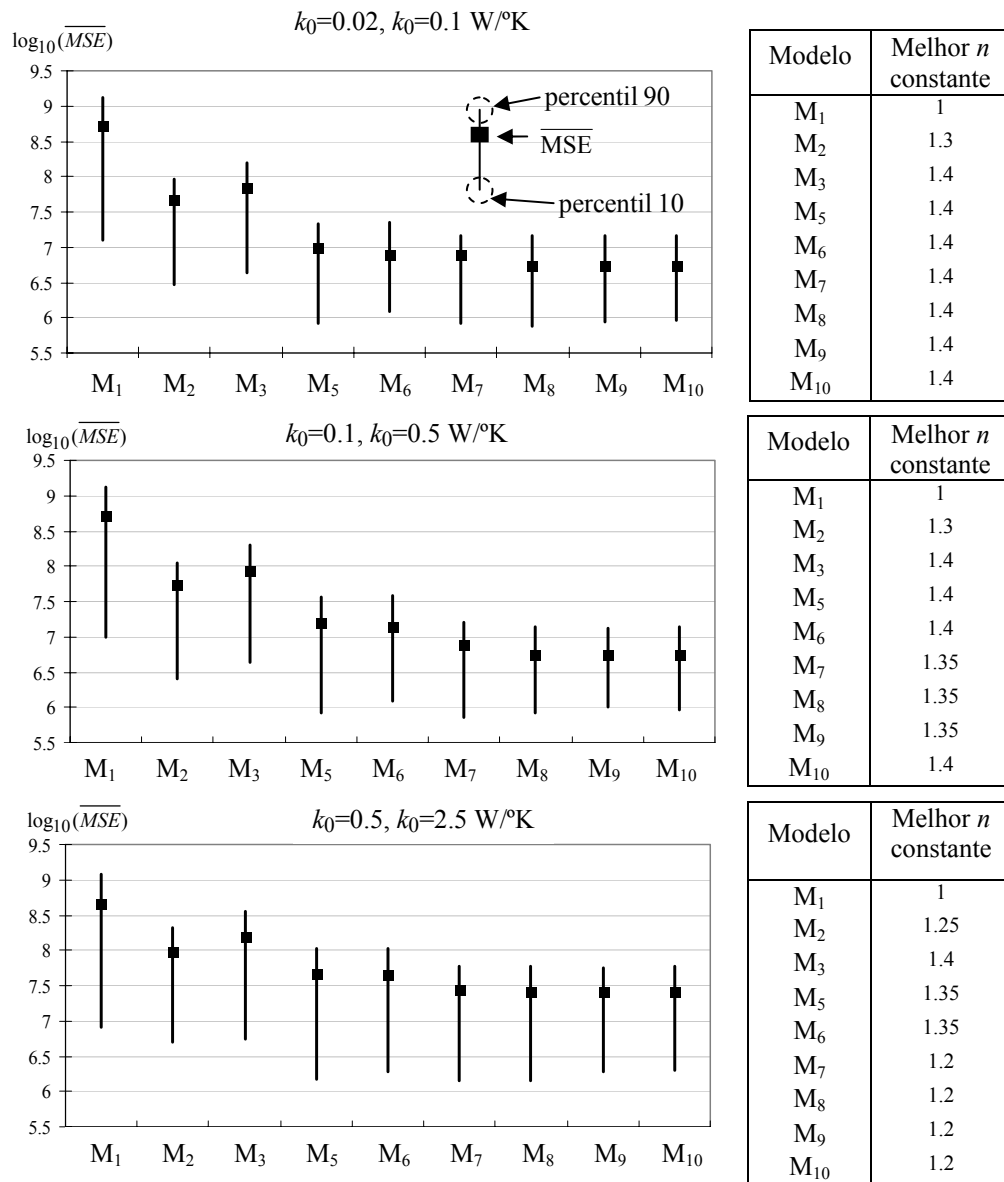 k0=0.02, k0=0.1 W/ºK
log10(MSE)
9.5
9
8.5
8
7.5
7
6.5
6
5.5
percentil 90
MSE
percentil 10
M1 M2 M3 M5 M6 M7 M8 M9 M10
Modelo Melhor n constante
M1 1
M2 1.3
M3 1.4
M5 1.4
M6 1.4
M7 1.4
M8 1.4
M9 1.4
M10 1.4
k0=0.1, k0=0.5 W/ºK
log10(MSE)
9.5
9
8.5
8
7.5
7
6.5
6
5.5
M1 M2 M3 M5 M6 M7 M8 M9 M10
Modelo Melhor n constante
M1 1
M2 1.3
M3 1.4
M5 1.4
M6 1.4
M7 1.35
M8 1.35
M9 1.35
M10 1.4
k0=0.5, k0=2.5 W/ºK
log10(MSE)
9.5
9
8.5
8
7.5
7
6.5
6
5.5
M1 M2 M3 M5 M6 M7 M8 M9 M10
Modelo Melhor n constante
M1 1
M2 1.25
M3 1.4
M5 1.35
M6 1.35
M7 1.2
M8 1.2
M9 1.2
M10 1.2